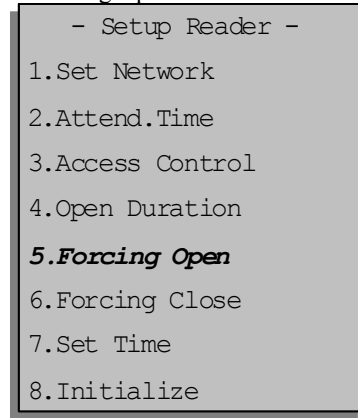 - Setup Reader -
1.Set Network
2.Attend.Time
3.Access Control
4.Open Duration
5.Forcing Open
6.Forcing Close
7.Set Time
8.Initialize